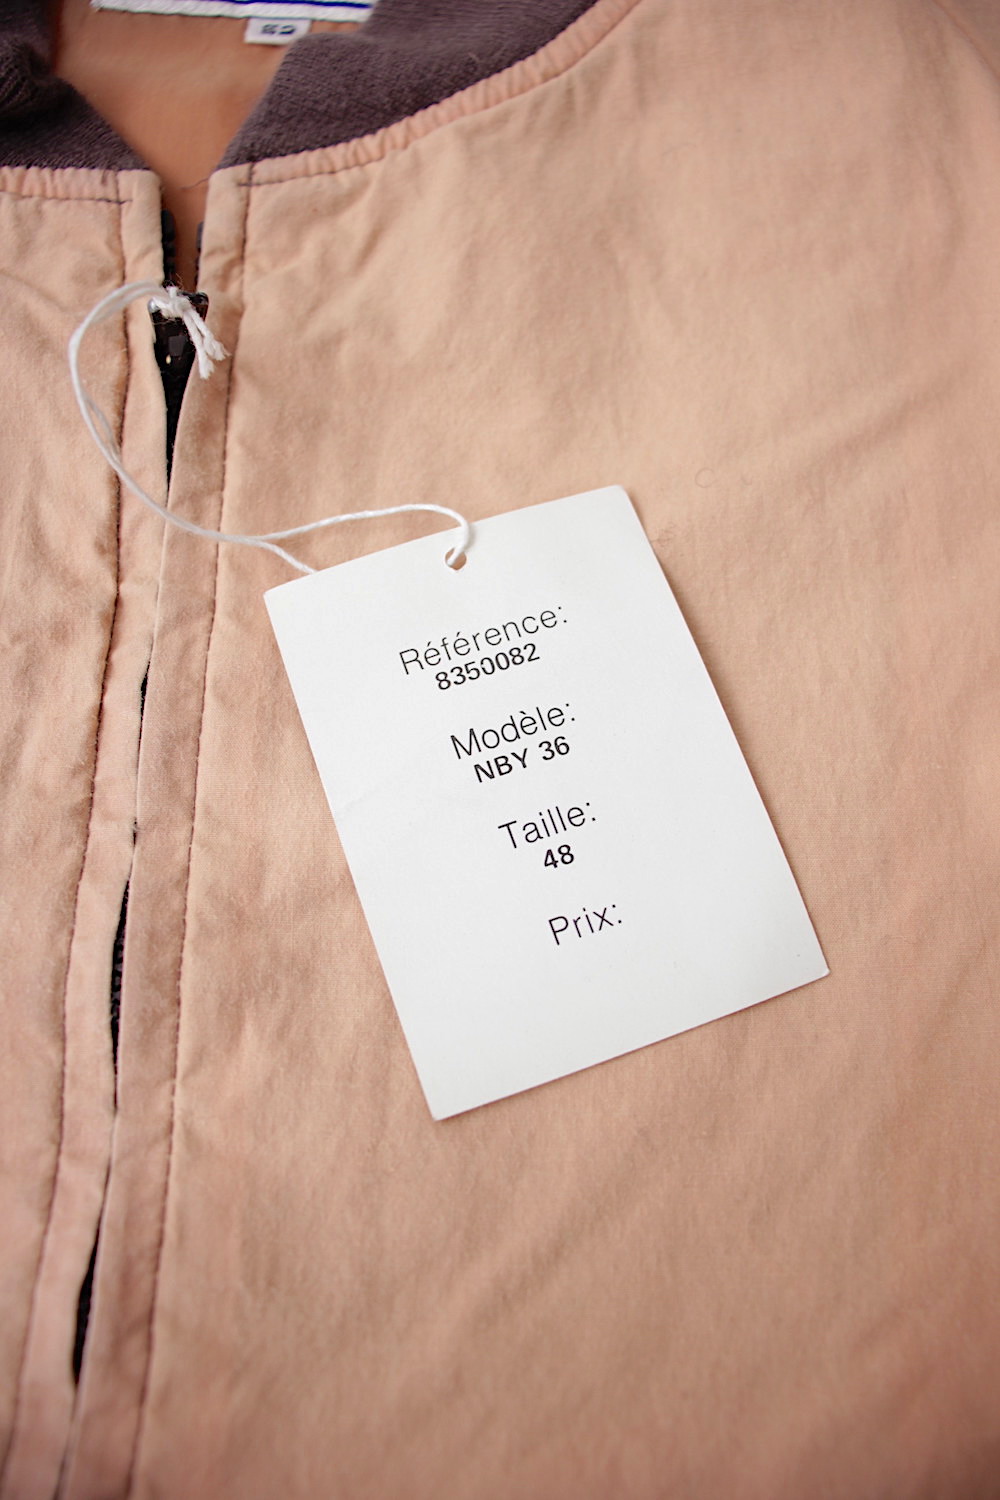 Référence:
8350082
Modèle:
NBY 36
Taille:
48
Prix: